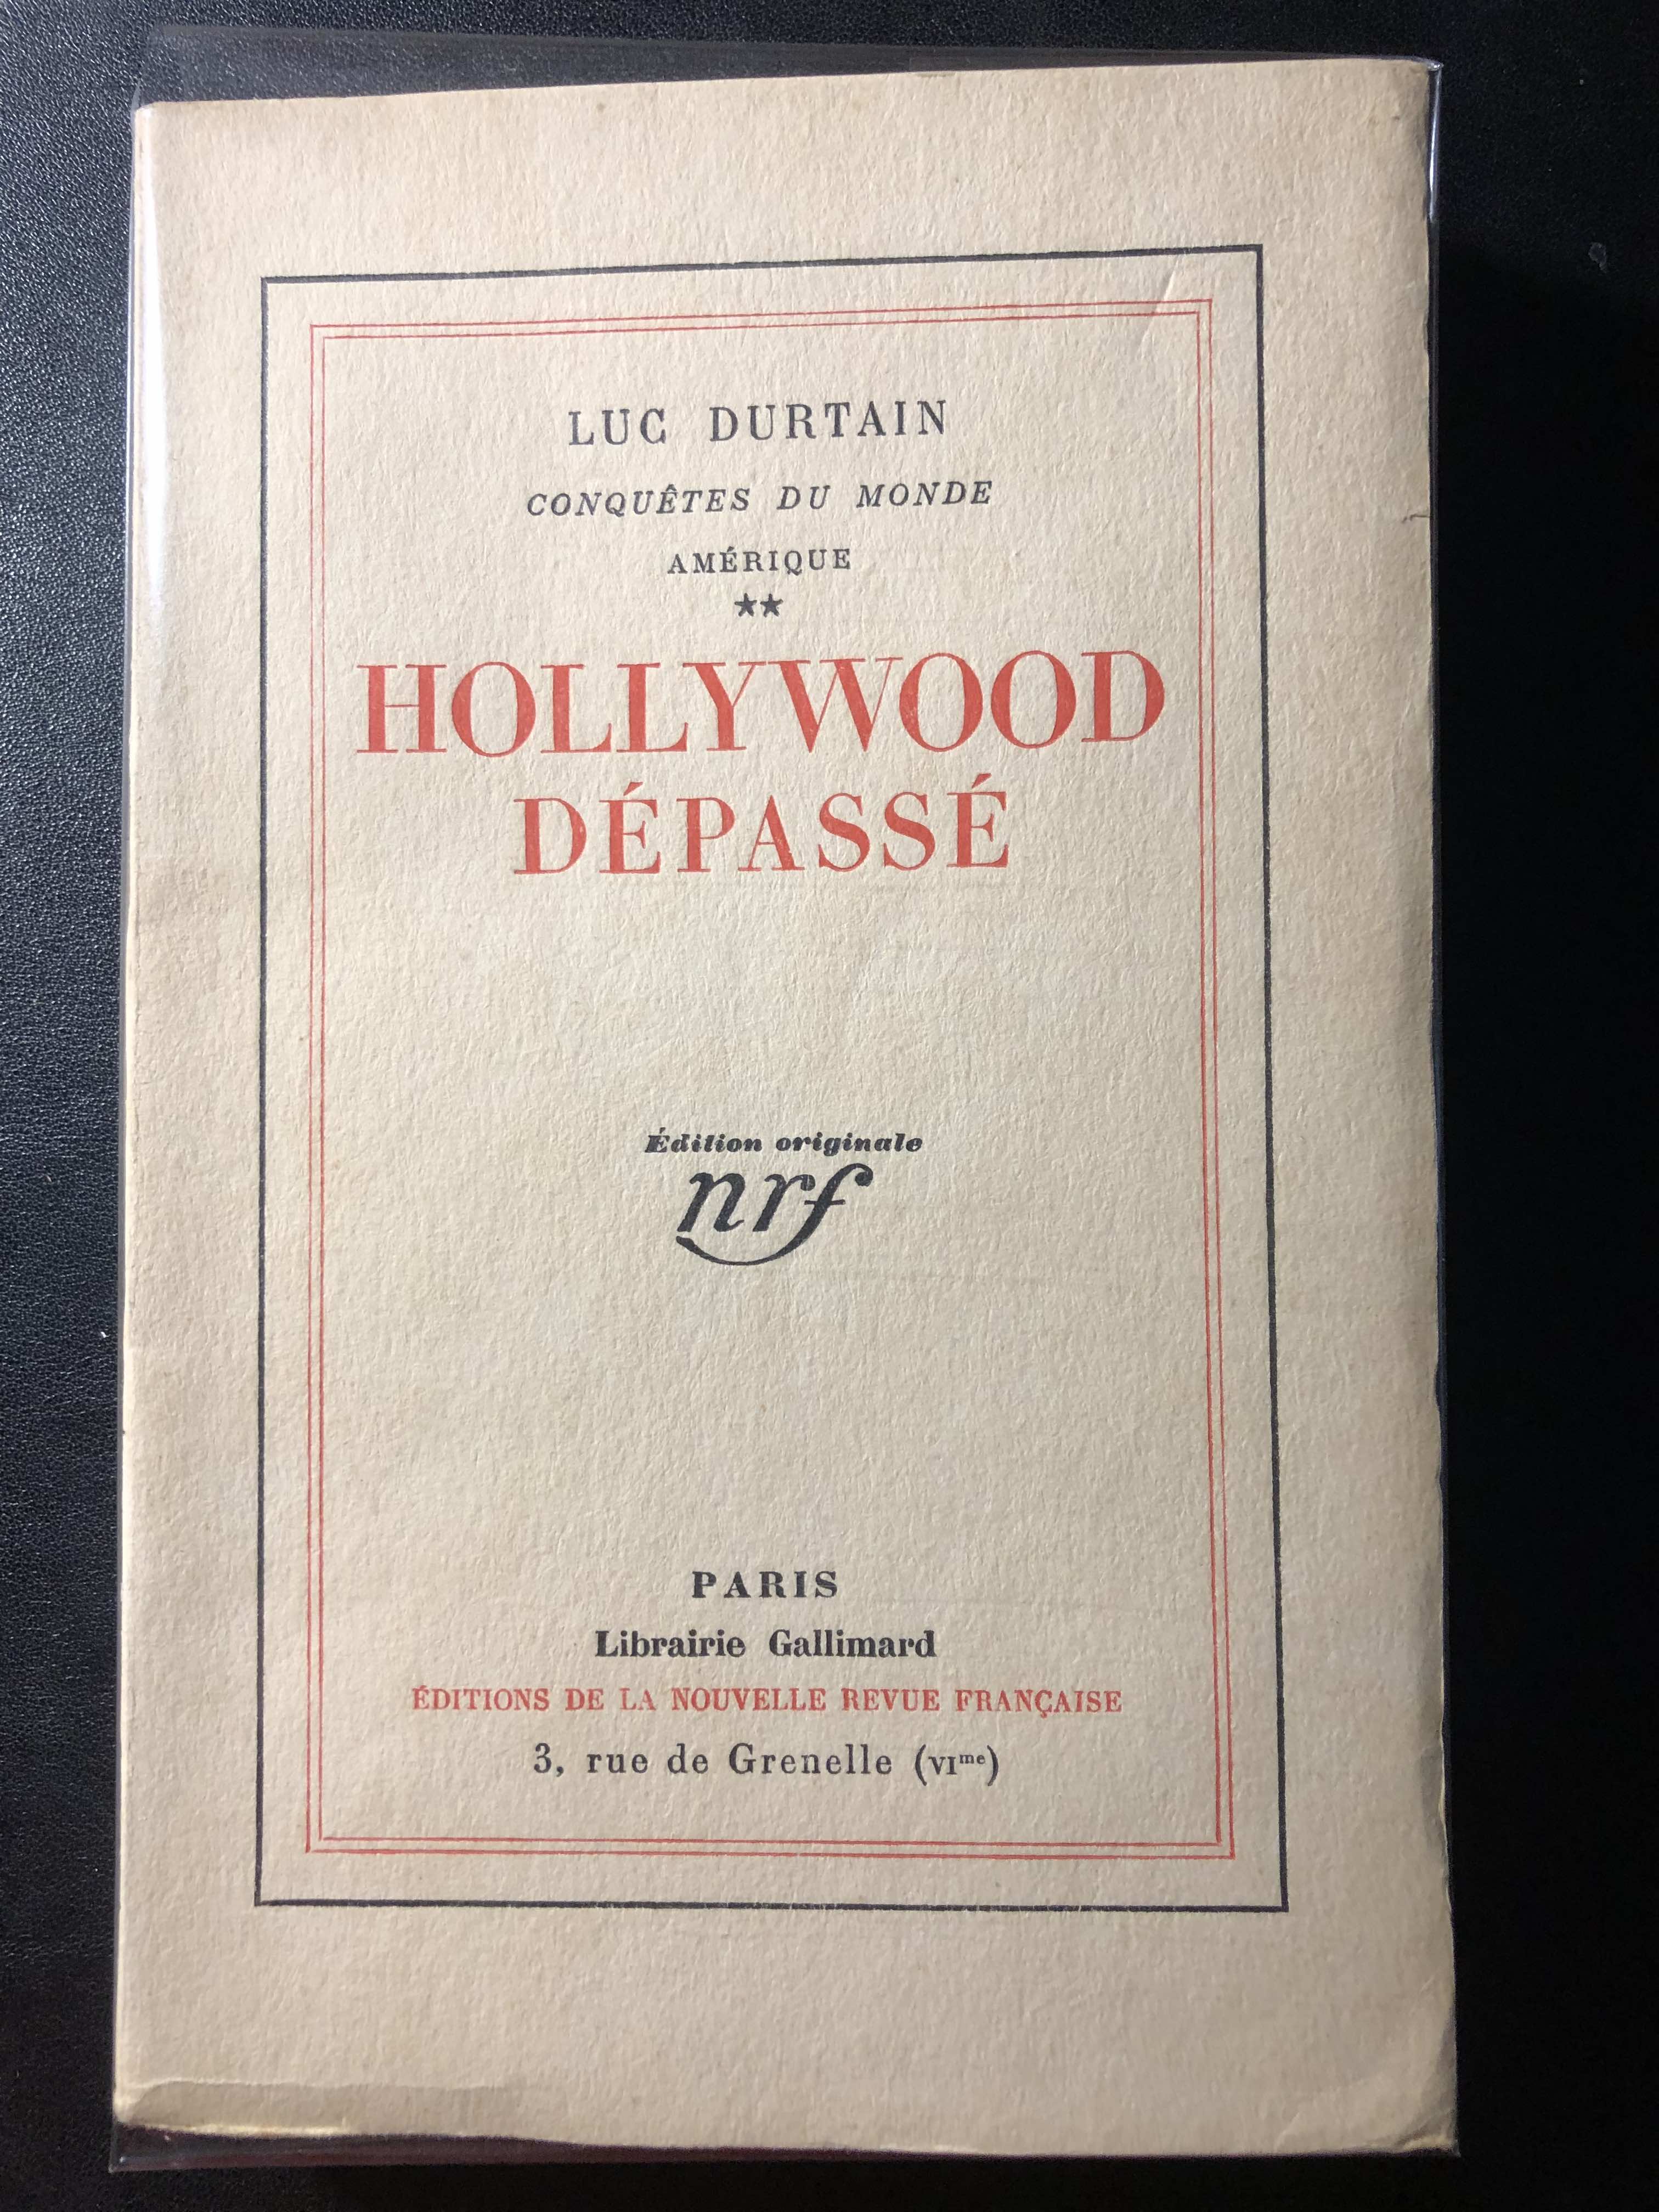 LUC DURTAIN
CONQUÊTES DU MONDE
AMÉRIQUE
★★
HOLLYWOOD
DÉPASSÉ
Édition originale
nrf
PARIS
Librairie Gallimard
ÉDITIONS DE LA NOUVELLE REVUE FRANÇAISE
3, rue de Grenelle (VIᵐᵉ)